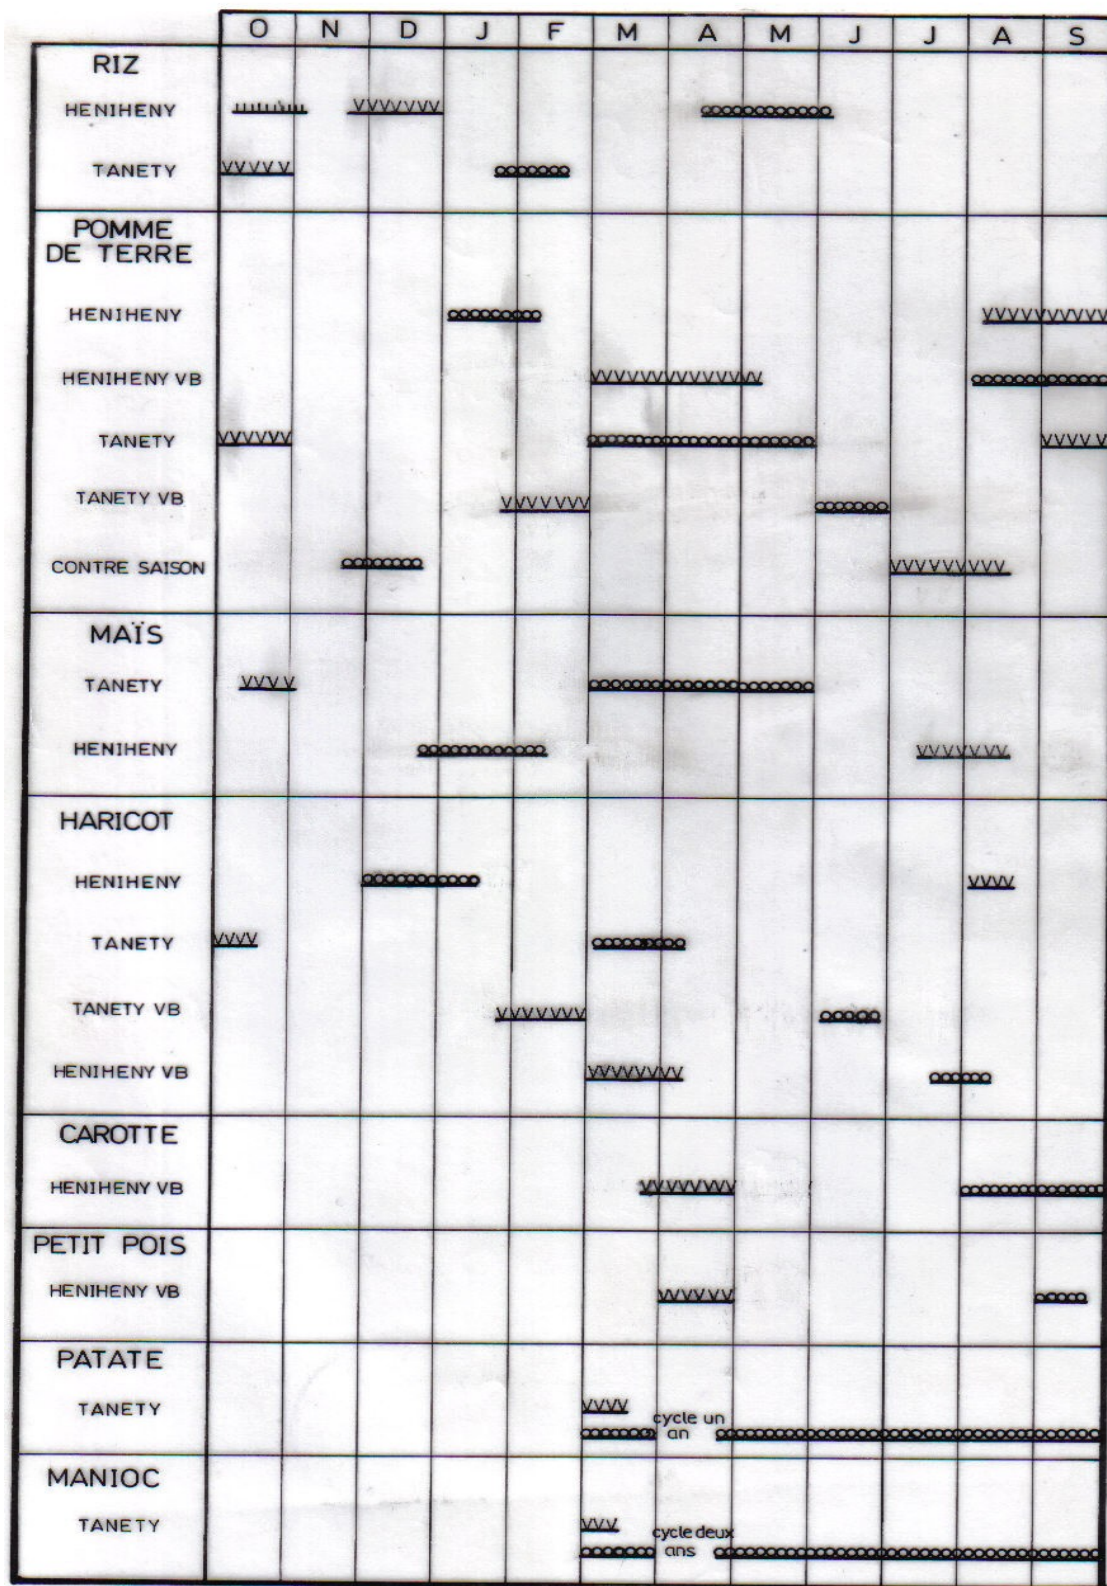 O N D J F M A M J J A S
RIZ
HENIHENY
TANETY
POMME
DE TERRE
HENIHENY
HENIHENY VB
TANETY
TANETY VB
CONTRE SAISON
MAÏS
TANETY
HENIHENY
HARICOT
HENIHENY
TANETY
TANETY VB
HENIHENY VB
CAROTTE
HENIHENY VB
PETIT POIS
HENIHENY VB
PATATE
TANETY
cycle un
an
MANIOC
TANETY
cycle deux
ans